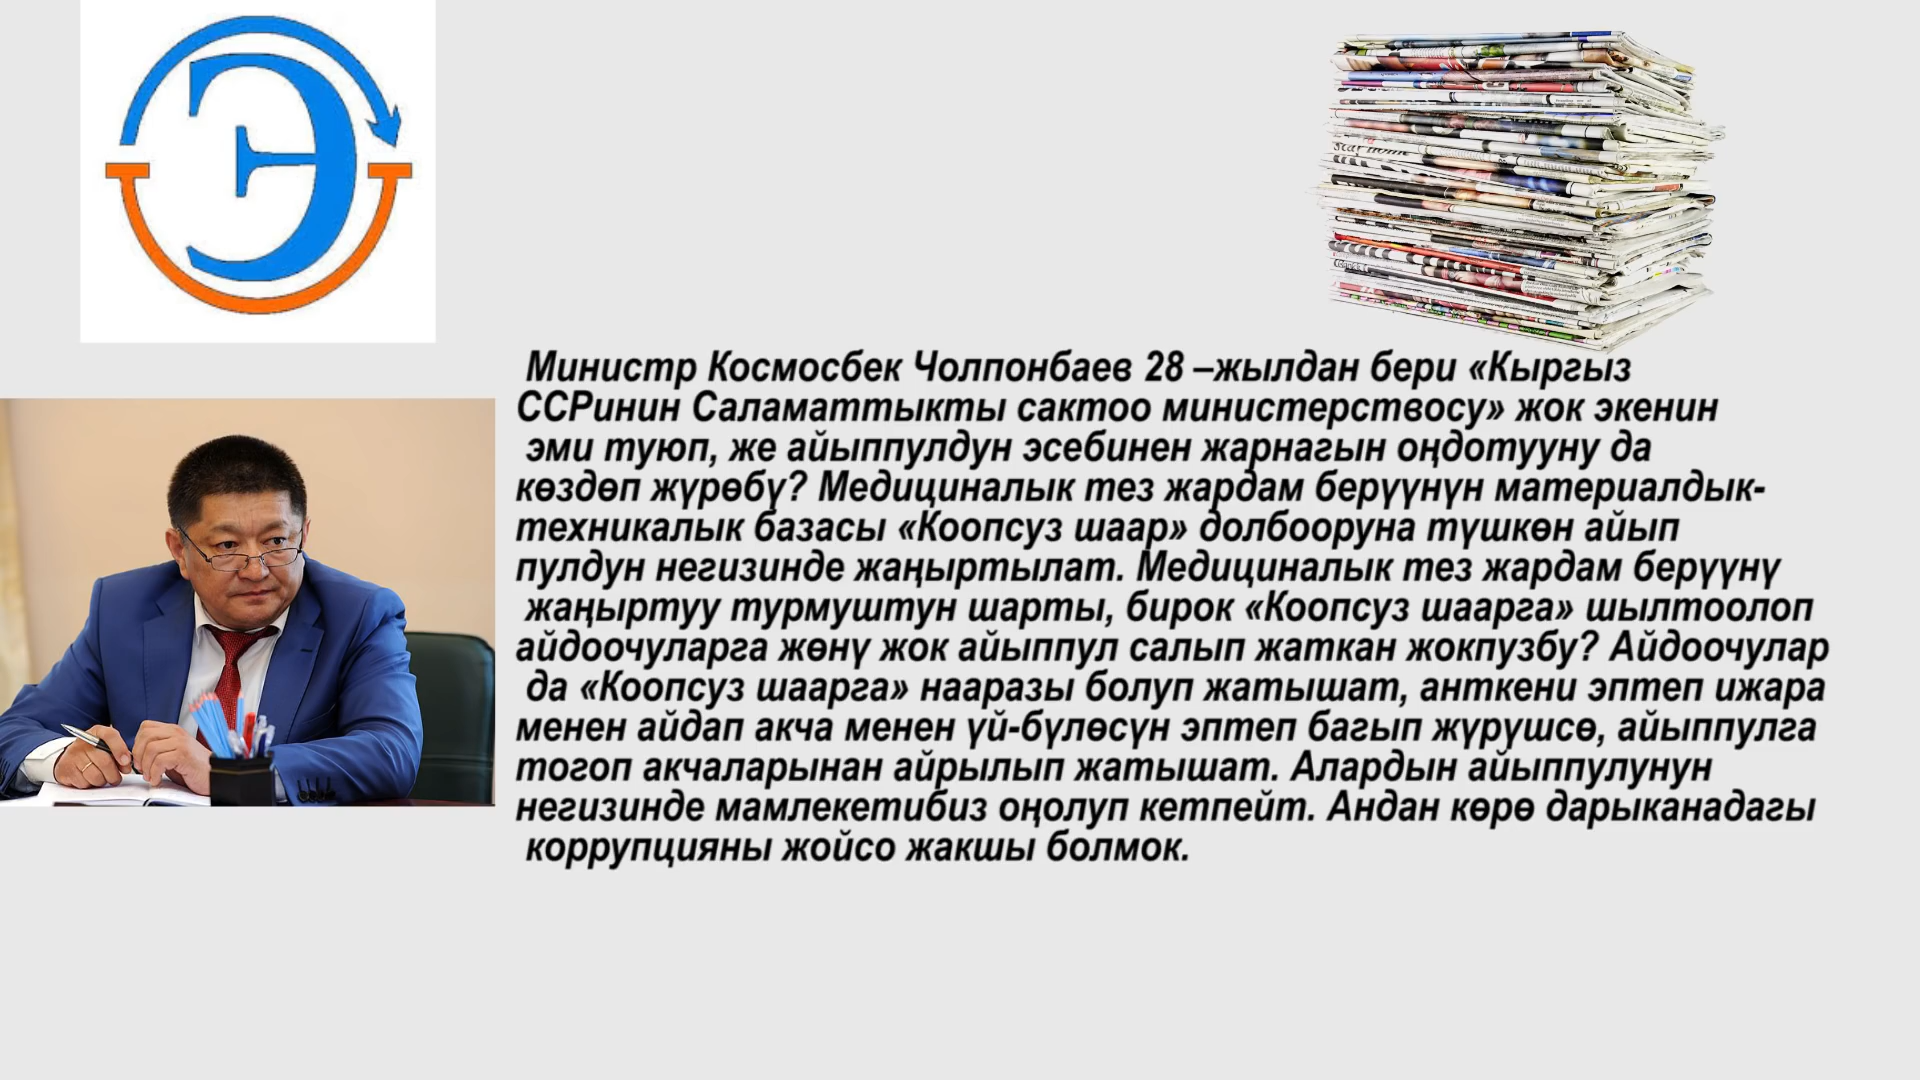 Э
Министр Космосбек Чолпонбаев 28 –жылдан бери «Кыргыз
ССРинин Саламаттыкты сактоо министерствосу» жок экенин
эми туюп, же айыппулдун эсебинен жарнагын оңдотууну да
көздөп жүрөбү? Медициналык тез жардам берүүнүн материалдык-
техникалык базасы «Коопсуз шаар» долбооруна түшкөн айып
пулдун негизинде жаңыртылат. Медициналык тез жардам берүүнү
жаңыртуу турмуштун шарты, бирок «Коопсуз шаарга» шылтоолоп
айдоочуларга жөнү жок айыппул салып жаткан жокпузбу? Айдоочулар
да «Коопсуз шаарга» нааразы болуп жатышат, анткени эптеп ижара
менен айдап акча менен үй-бүлөсүн эптеп багып жүрүшсө, айыппулга
тогоп акчаларынан айрылып жатышат. Алардын айыппулунун
негизинде мамлекетибиз оңолуп кетпейт. Андан көрө дарыканадагы
коррупцияны жойсо жакшы болмок.